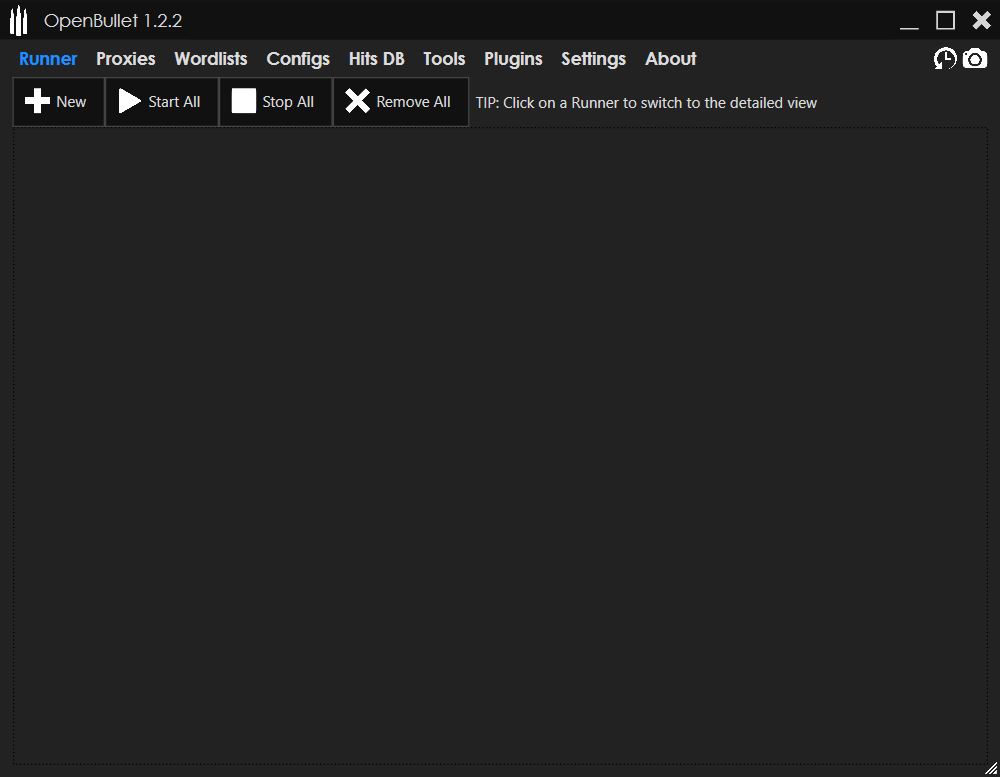 OpenBullet 1.2.2
Runner Proxies Wordlists Configs Hits DB Tools Plugins Settings About
New Start All Stop All Remove All TIP: Click on a Runner to switch to the detailed view